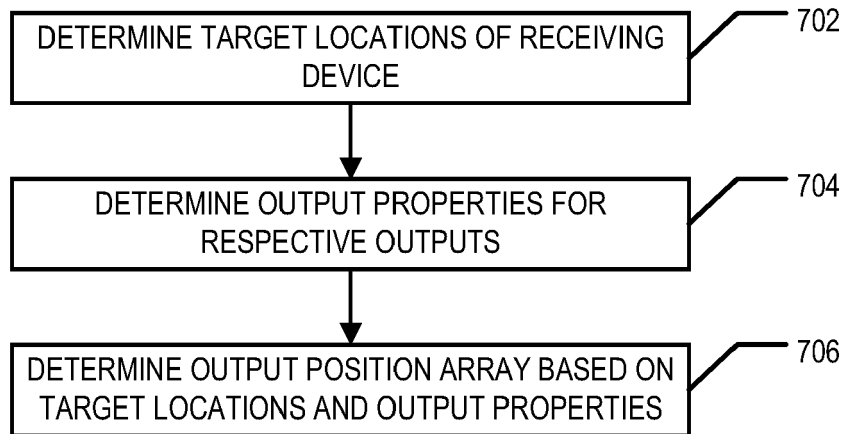 DETERMINE TARGET LOCATIONS OF RECEIVING
DEVICE
702
DETERMINE OUTPUT PROPERTIES FOR
RESPECTIVE OUTPUTS
704
DETERMINE OUTPUT POSITION ARRAY BASED ON
TARGET LOCATIONS AND OUTPUT PROPERTIES
706